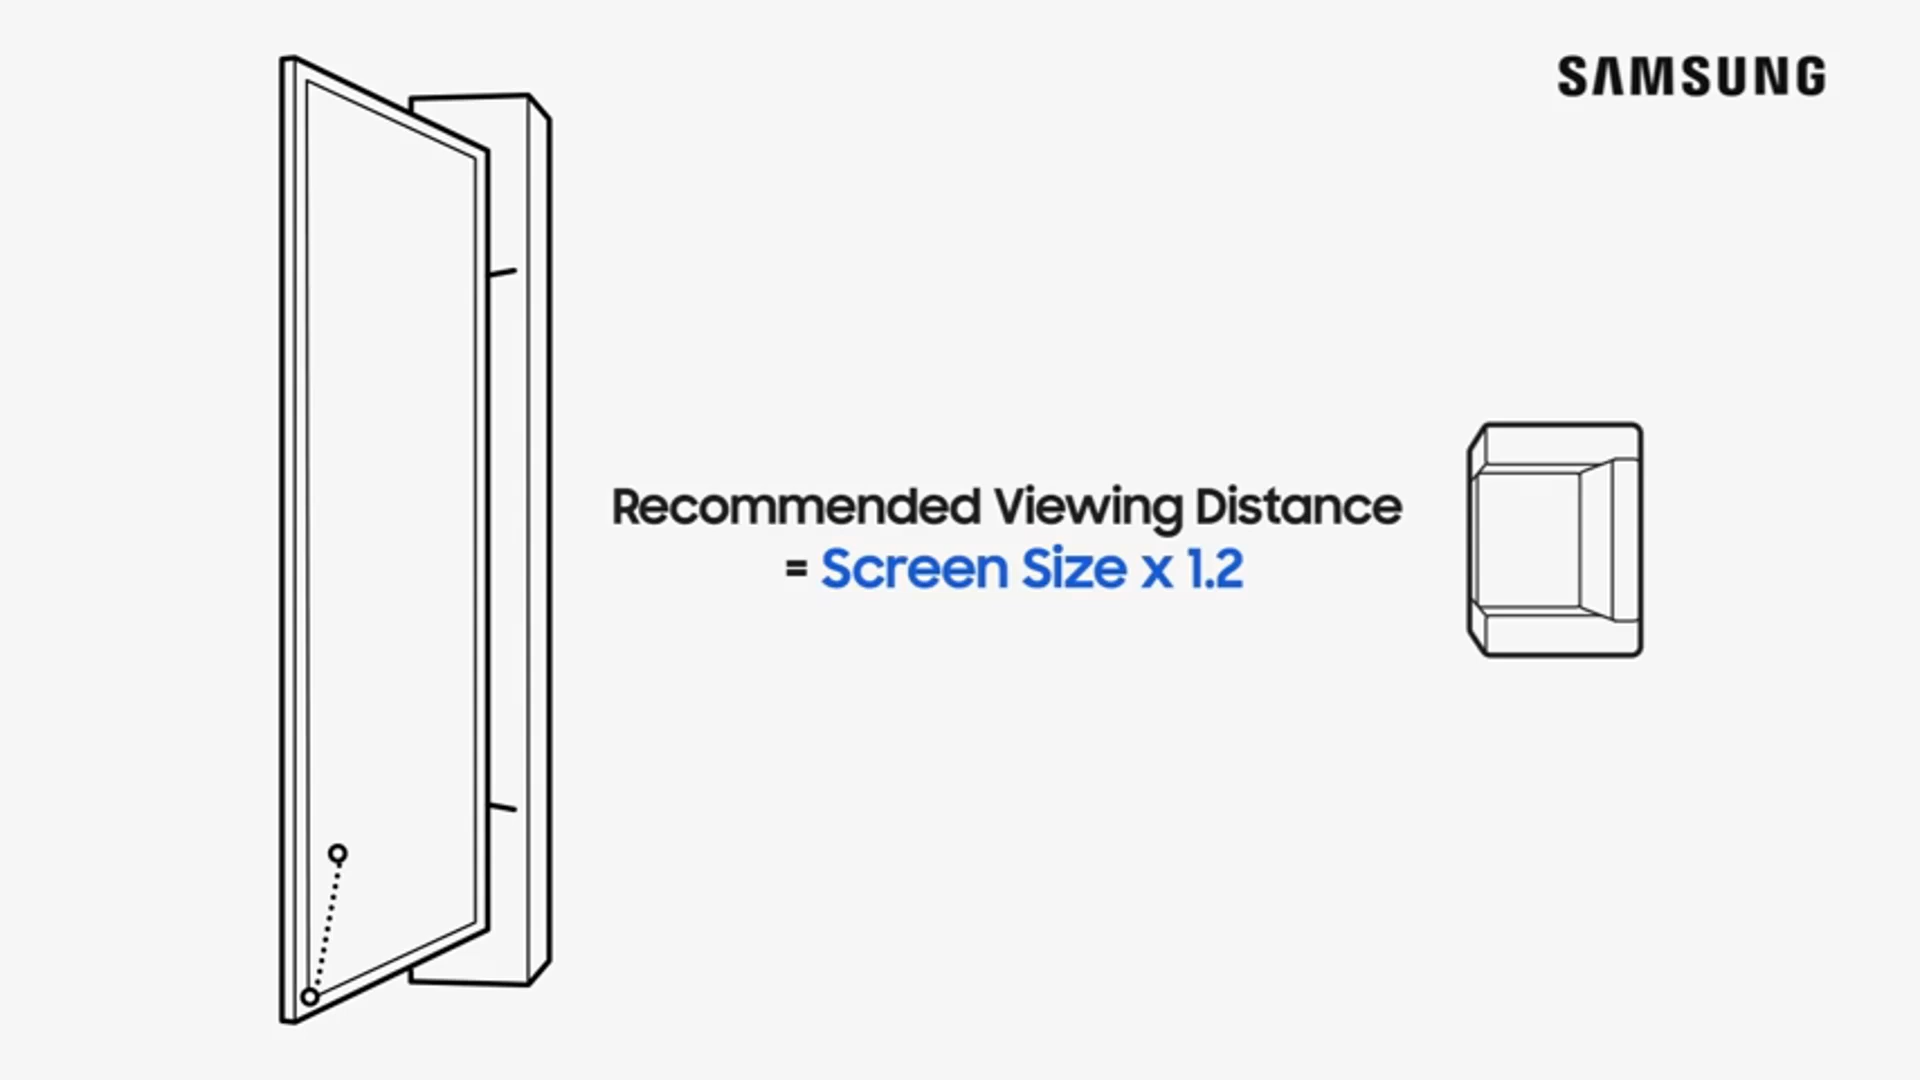 SAMSUNG
Recommended Viewing Distance
= Screen Size x 1.2